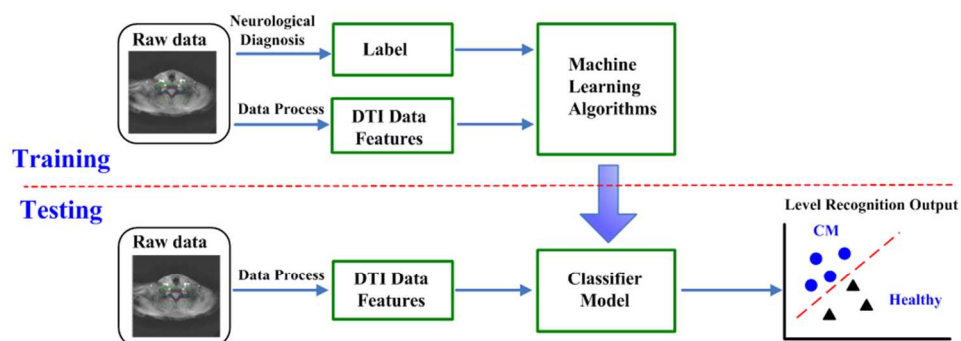 Raw data
Neurological
Diagnosis
Label
Machine
Learning
Algorithms
Data Process
DTI Data
Features
Training
Testing
Raw data
Data Process
DTI Data
Features
Classifier
Model
Level Recognition Output
CM
Healthy